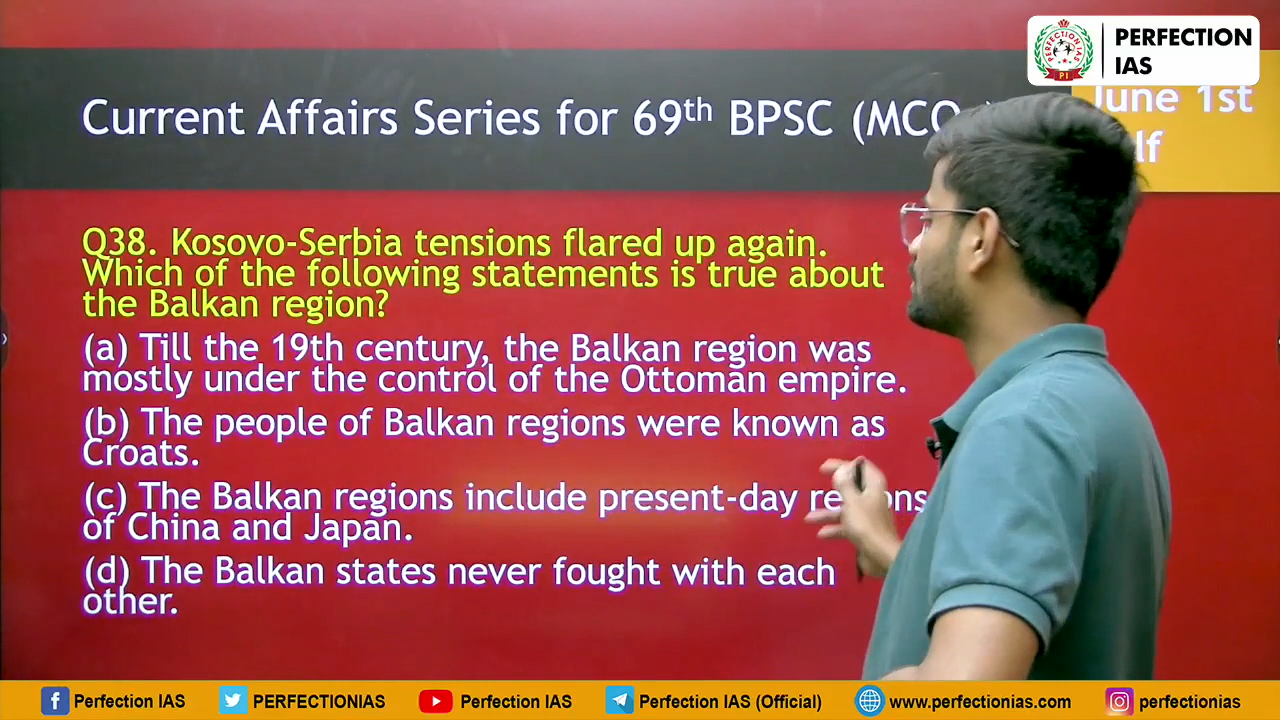 PERFECTION
IAS
PERFECTION IAS
PI
Current Affairs Series for 69th BPSC
June 1st
Q38. Kosovo-Serbia tensions flared up again.
Which of the following statements is true about
the Balkan region?
(a) Till the 19th century, the Balkan region was
mostly under the control of the Ottoman empire.
(b) The people of Balkan regions were known as
Croats.
(c) The Balkan regions include present-day
of China and Japan.
(d) The Balkan states never fought with each
other.
Perfection IAS PERFECTIONIAS Perfection IAS Perfection IAS (Official) www.perfectionias.com perfectionias